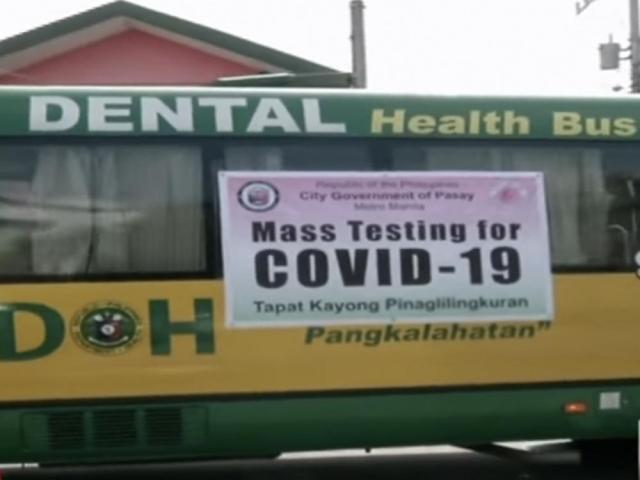 DENTAL Health Bus
Republic of the Philippines
City Government of Pasay
Metro Manila
Mass Testing for
COVID-19
Tapat Kayong Pinaglilingkuran
DOH
Pangkalahatan"